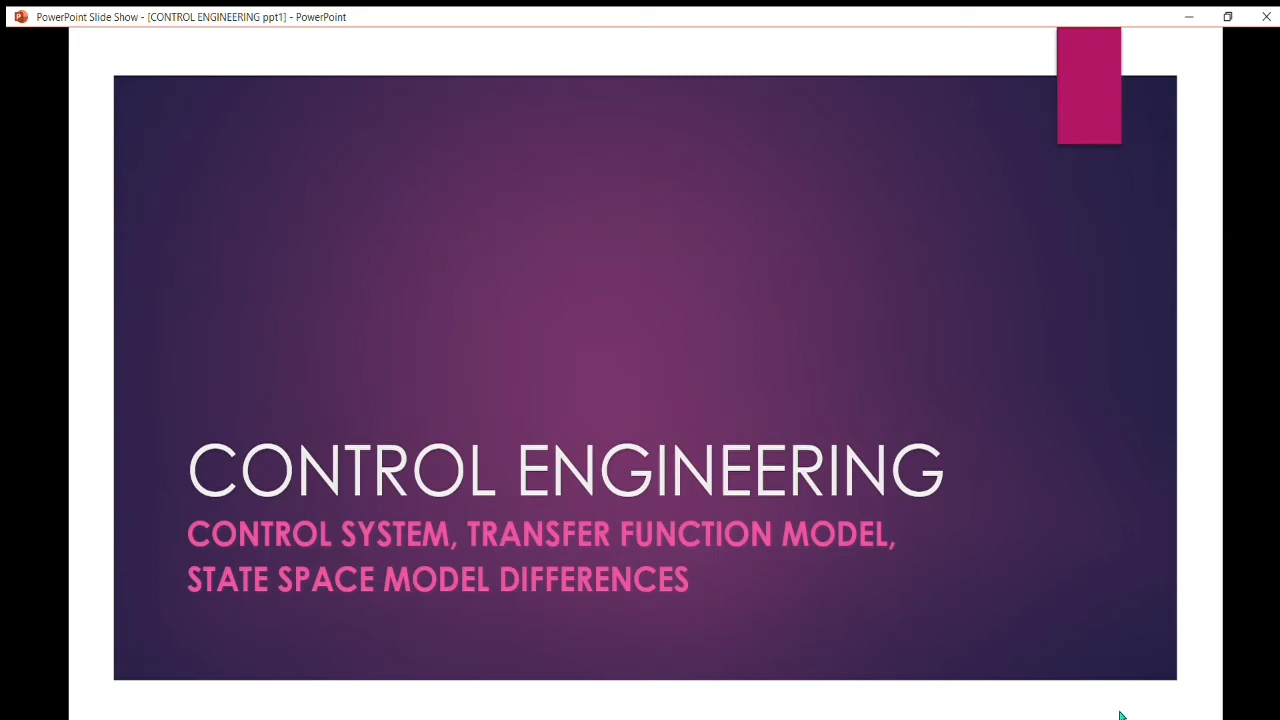 PowerPoint Slide Show - [CONTROL ENGINEERING ppt1] - PowerPoint
CONTROL ENGINEERING
CONTROL SYSTEM, TRANSFER FUNCTION MODEL,
STATE SPACE MODEL DIFFERENCES